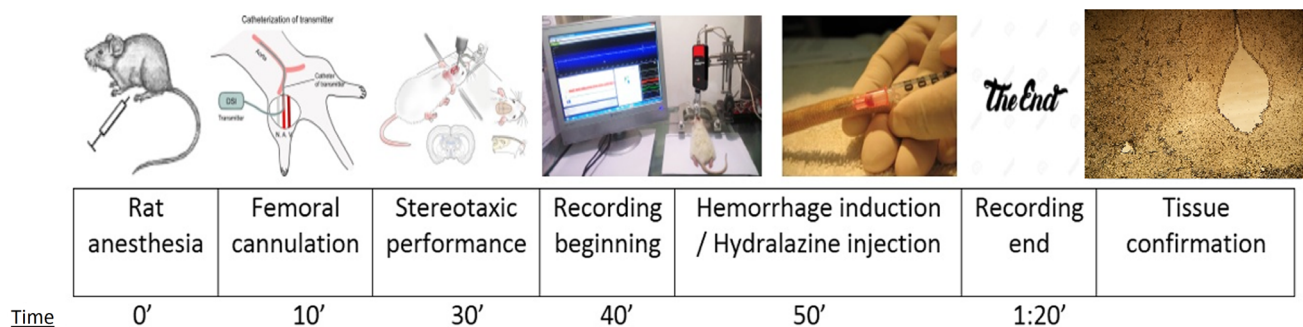 Catheterization of transmitter
Aorta
Catheter
of transmitter
DSI
Transmitter
N. A. V.
The End
Rat
anesthesia
Femoral
cannulation
Stereotaxic
performance
Recording
beginning
Hemorrhage induction
/ Hydralazine injection
Recording
end
Tissue
confirmation
Time
0’
10’
30’
40’
50’
1:20’